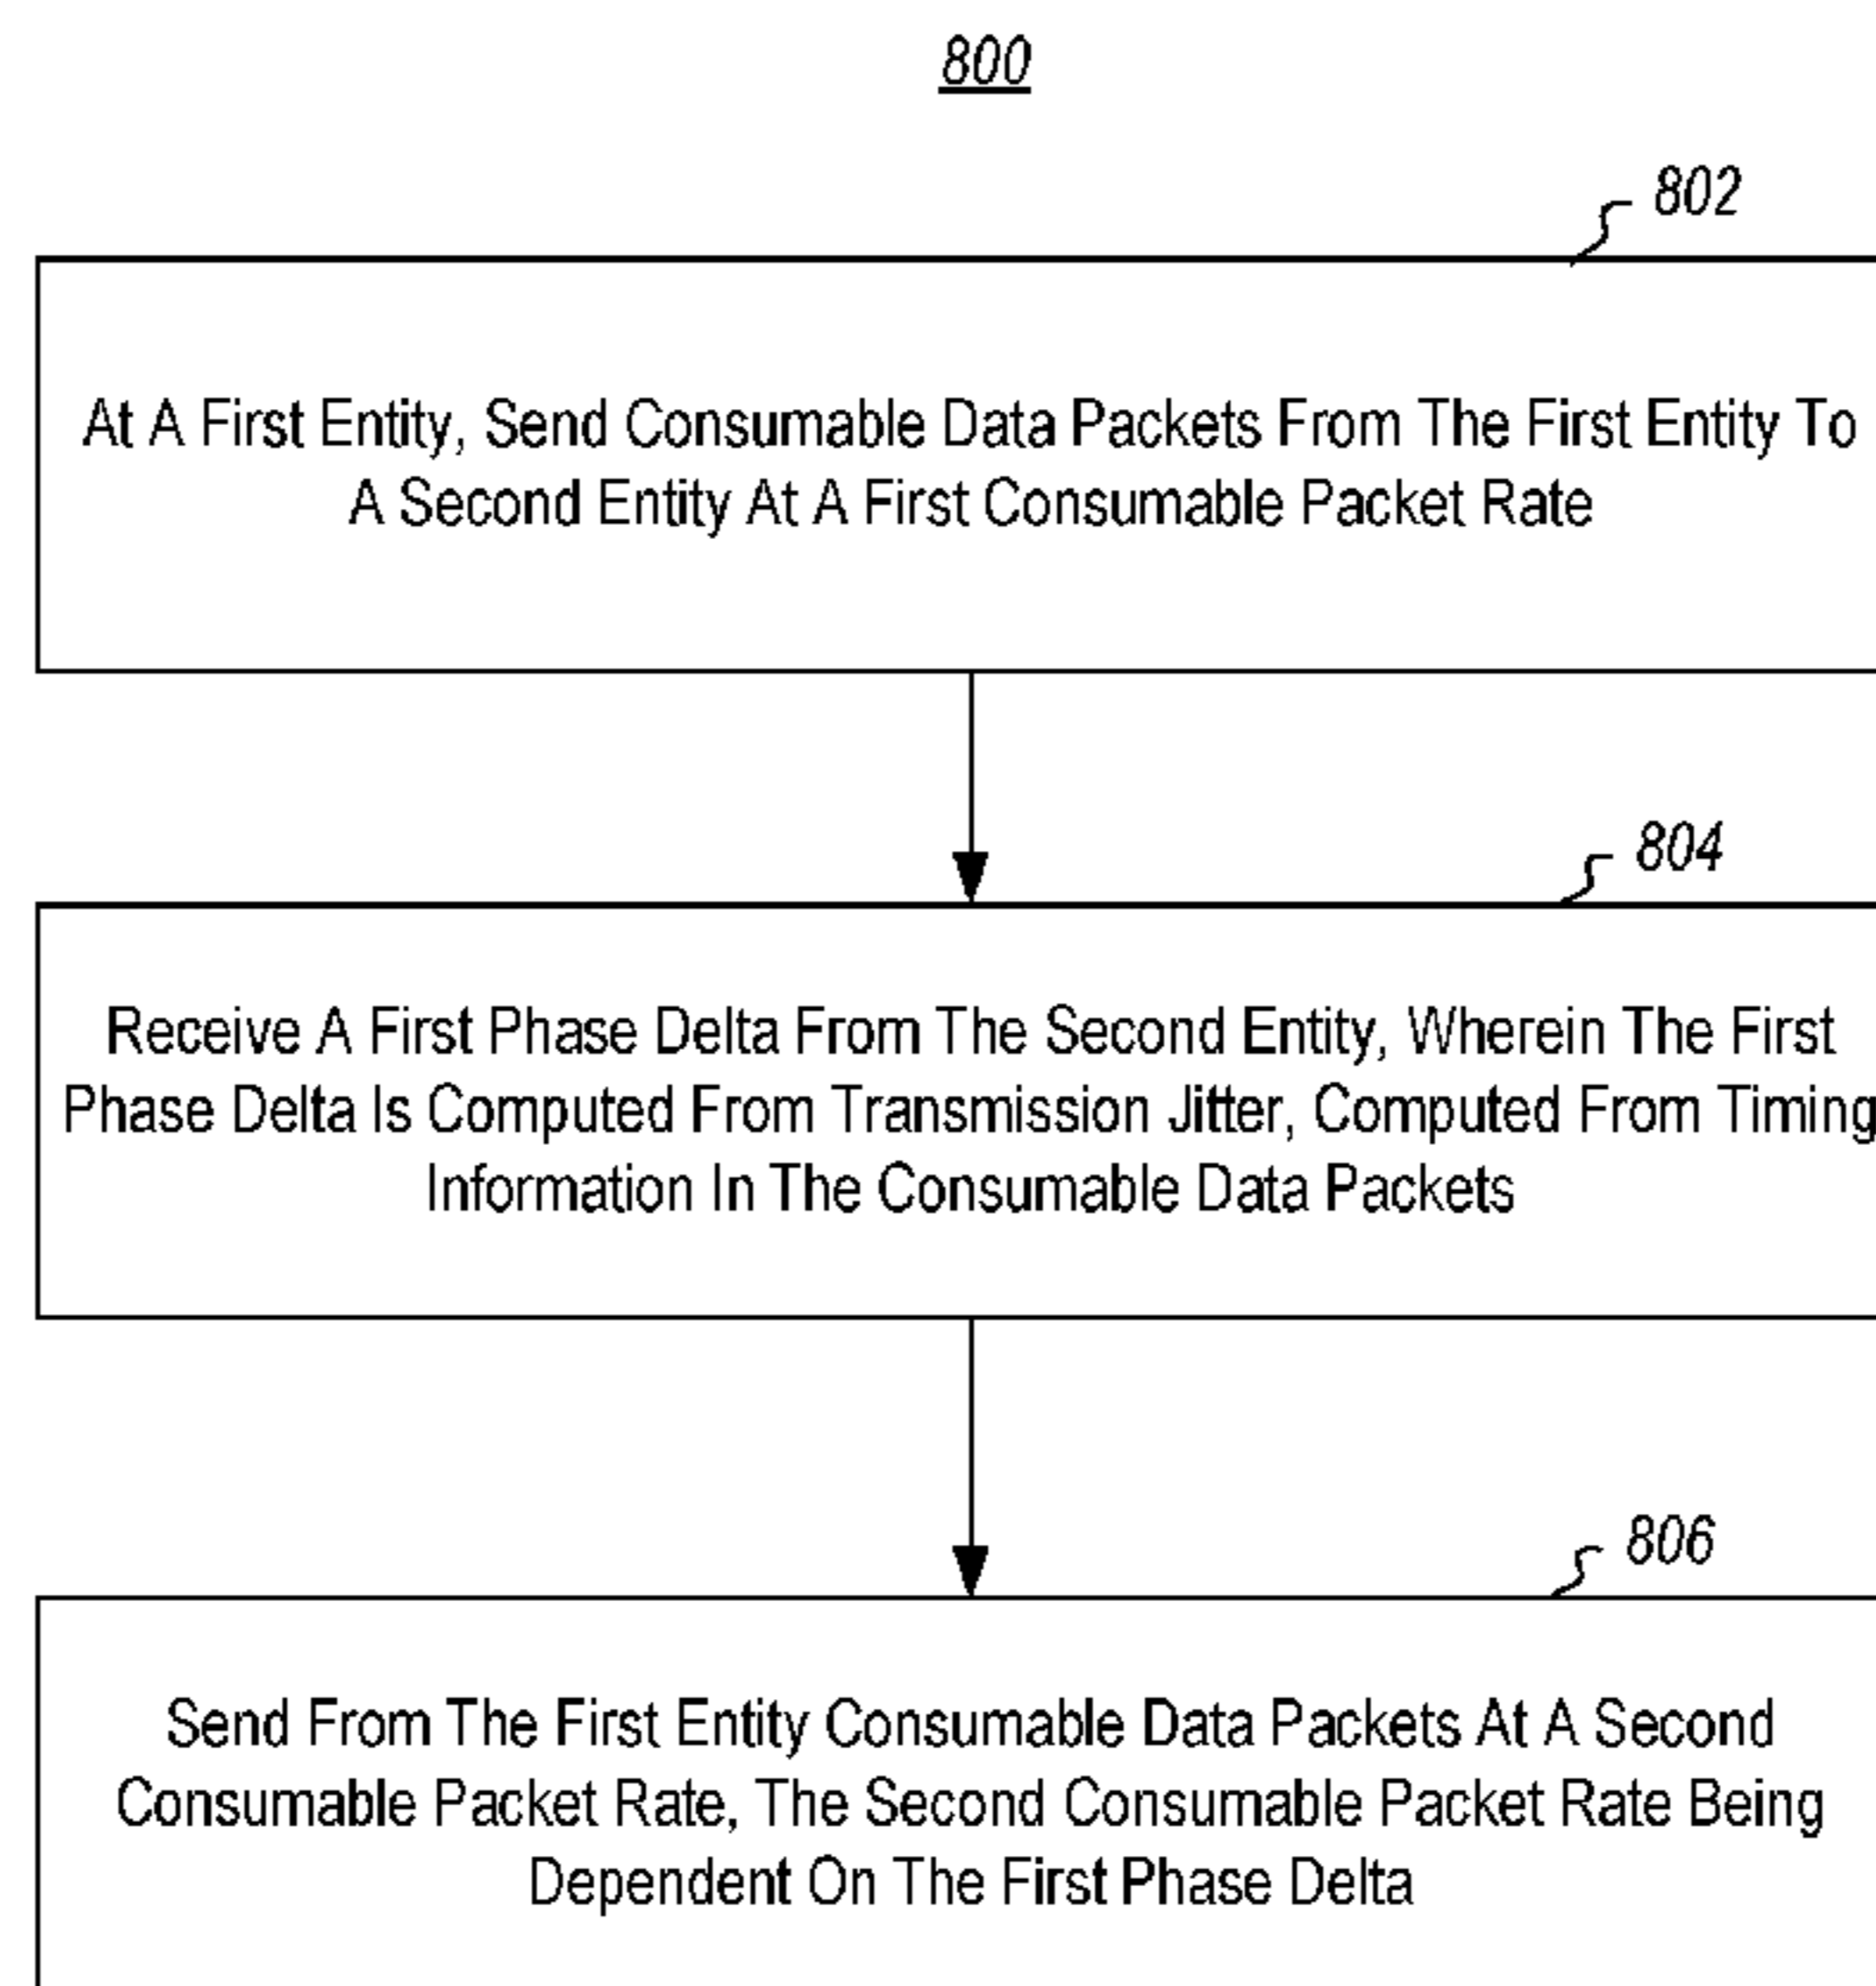 800
802
At A First Entity, Send Consumable Data Packets From The First Entity To
A Second Entity At A First Consumable Packet Rate
804
Receive A First Phase Delta From The Second Entity, Wherein The First
Phase Delta Is Computed From Transmission Jitter, Computed From Timing
Information In The Consumable Data Packets
806
Send From The First Entity Consumable Data Packets At A Second
Consumable Packet Rate, The Second Consumable Packet Rate Being
Dependent On The First Phase Delta